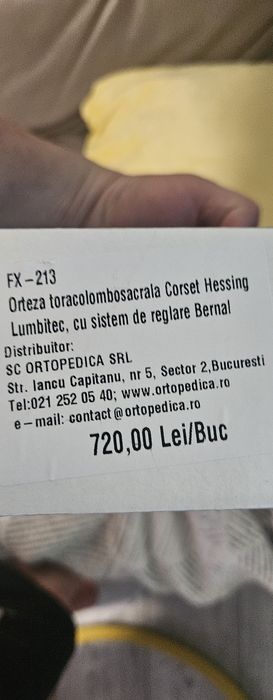 FX-213
Orteza toracolombosacrala Corset Hessing
Lumbitec, cu sistem de reglare Bernal
Distribuitor:
SC ORTOPEDICA SRL
Str. Iancu Capitanu, nr 5, Sector 2,Bucuresti
Tel:021 252 05 40; www.ortopedica.ro
e-mail: contact@ortopedica.ro
720,00 Lei/Buc